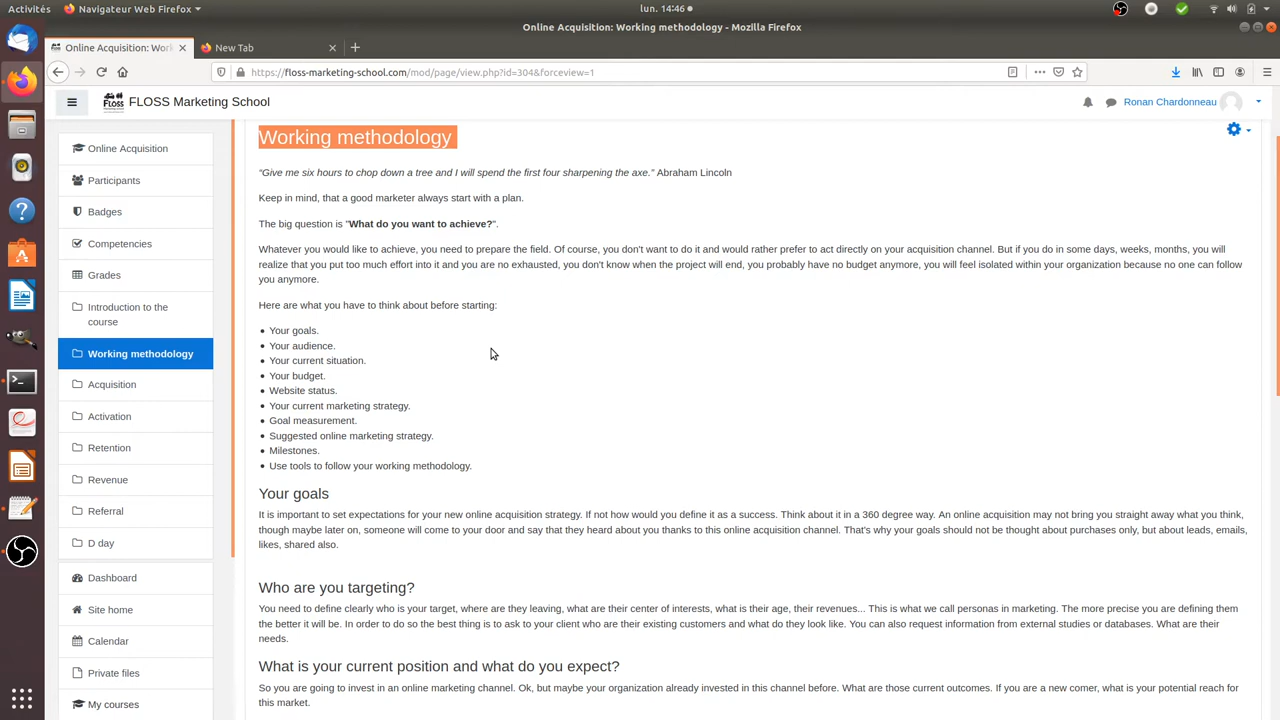 Activités
Navigateur Web Firefox
lun. 14:46
Online Acquisition: Working methodology - Mozilla Firefox
Online Acquisition: Work
New Tab
https://floss-marketing-school.com/mod/page/view.php?id=304&forceview=1
Floss
FLOSS Marketing School
Ronan Chardonneau
Online Acquisition
Participants
Badges
Competencies
Grades
Introduction to the
course
Working methodology
Acquisition
Activation
Retention
Revenue
Referral
D day
Dashboard
Site home
Calendar
Private files
My courses
Working methodology
“Give me six hours to chop down a tree and I will spend the first four sharpening the axe.” Abraham Lincoln
Keep in mind, that a good marketer always start with a plan.
The big question is "What do you want to achieve?".
Whatever you would like to achieve, you need to prepare the field. Of course, you don't want to do it and would rather prefer to act directly on your acquisition channel. But if you do in some days, weeks, months, you will
realize that you put too much effort into it and you are no exhausted, you don't know when the project will end, you probably have no budget anymore, you will feel isolated within your organization because no one can follow
you anymore.
Here are what you have to think about before starting:
• Your goals.
• Your audience.
• Your current situation.
• Your budget.
• Website status.
• Your current marketing strategy.
• Goal measurement.
• Suggested online marketing strategy.
• Milestones.
• Use tools to follow your working methodology.
Your goals
It is important to set expectations for your new online acquisition strategy. If not how would you define it as a success. Think about it in a 360 degree way. An online acquisition may not bring you straight away what you think,
though maybe later on, someone will come to your door and say that they heard about you thanks to this online acquisition channel. That's why your goals should not be thought about purchases only, but about leads, emails,
likes, shared also.
Who are you targeting?
You need to define clearly who is your target, where are they leaving, what are their center of interests, what is their age, their revenues... This is what we call personas in marketing. The more precise you are defining them
the better it will be. In order to do so the best thing is to ask to your client who are their existing customers and what do they look like. You can also request information from external studies or databases. What are their
needs.
What is your current position and what do you expect?
So you are going to invest in an online marketing channel. Ok, but maybe your organization already invested in this channel before. What are those current outcomes. If you are a new comer, what is your potential reach for
this market.